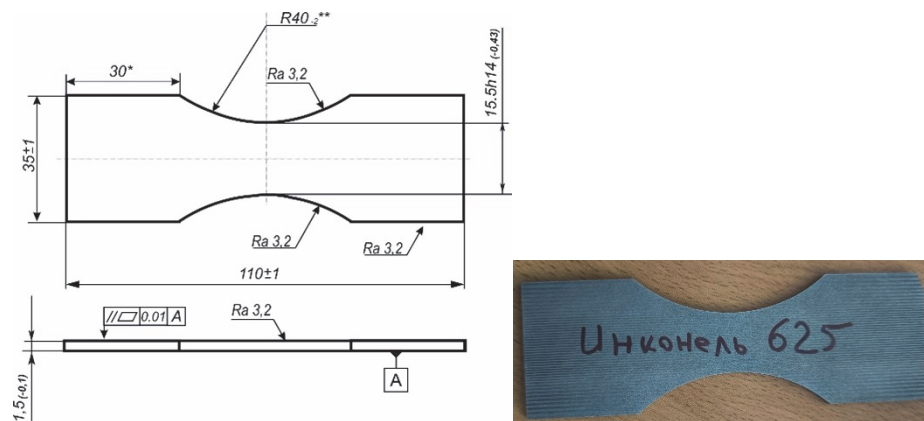 R40 -2**
30*
Ra 3,2
15.5h14 (-0,43)
35±1
Ra 3,2
Ra 3,2
110±1
// ⏥ 0.01 A
Ra 3,2
A
1,5 (-0,1)
Инконель 625